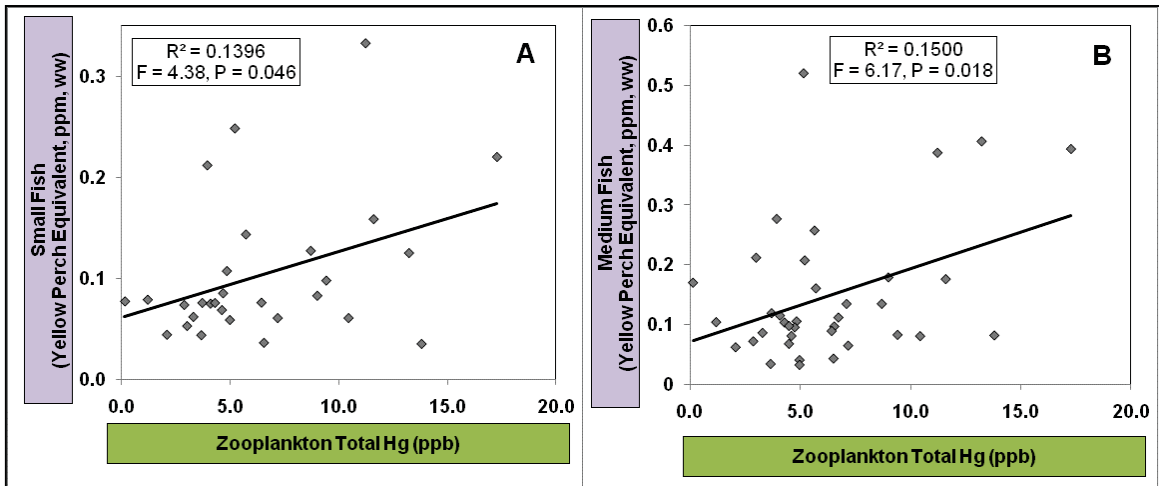 R² = 0.1396
F = 4.38, P = 0.046
A
Small Fish
(Yellow Perch Equivalent, ppm, ww)
0.3
0.2
0.1
0.0
0.0 5.0 10.0 15.0 20.0
Zooplankton Total Hg (ppb)
R² = 0.1500
F = 6.17, P = 0.018
B
Medium Fish
(Yellow Perch Equivalent, ppm, ww)
0.6
0.5
0.4
0.3
0.2
0.1
0
0.0 5.0 10.0 15.0 20.0
Zooplankton Total Hg (ppb)